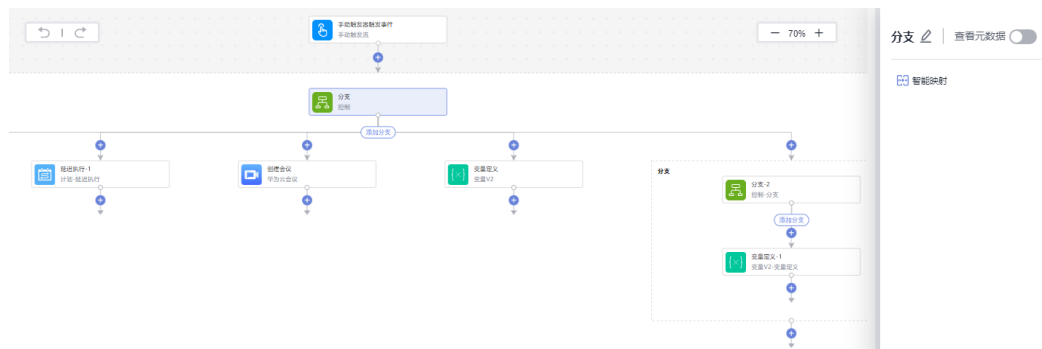 手动触发器触发事件
手动触发流
70%
分支
查看元数据
智能映射
分支
控制
添加分支
延迟执行-1
计划-延迟执行
创建会议
华为云会议
变量定义
变量V2
分支
分支-2
控制-分支
添加分支
变量定义-1
变量V2-变量定义